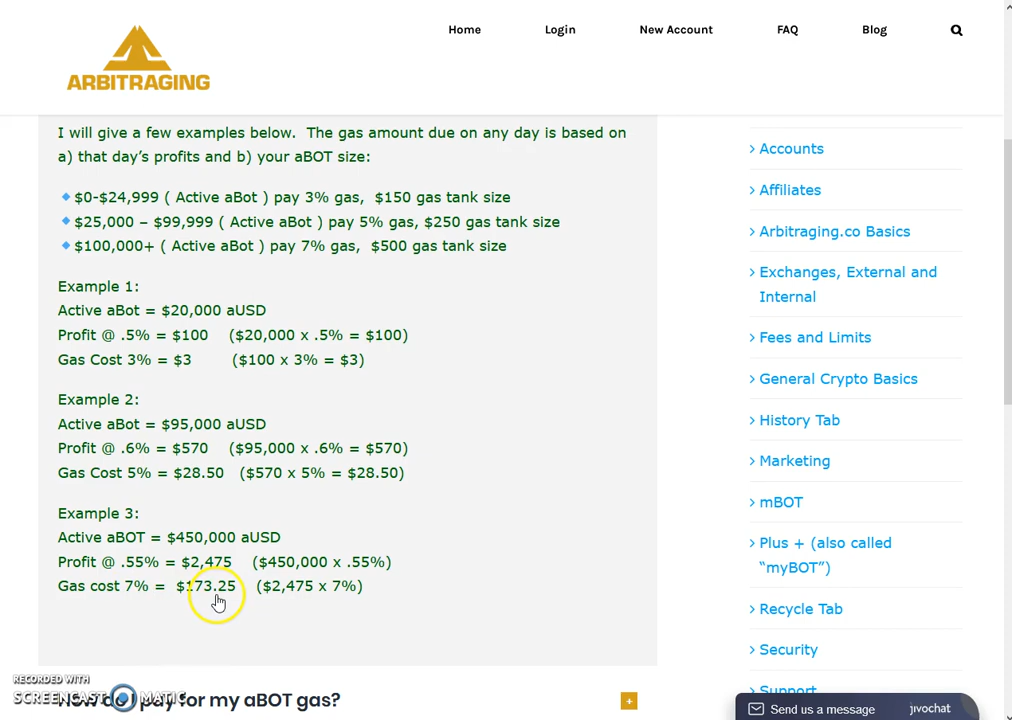 Home Login New Account FAQ Blog
ARBITRAGING
I will give a few examples below. The gas amount due on any day is based on
a) that day's profits and b) your aBOT size:
$0-$24,999 ( Active aBot ) pay 3% gas, $150 gas tank size
$25,000 – $99,999 ( Active aBot ) pay 5% gas, $250 gas tank size
$100,000+ ( Active aBot ) pay 7% gas, $500 gas tank size
Example 1:
Active aBot = $20,000 aUSD
Profit @ .5% = $100 ($20,000 x .5% = $100)
Gas Cost 3% = $3 ($100 x 3% = $3)
Example 2:
Active aBot = $95,000 aUSD
Profit @ .6% = $570 ($95,000 x .6% = $570)
Gas Cost 5% = $28.50 ($570 x 5% = $28.50)
Example 3:
Active aBOT = $450,000 aUSD
Profit @ .55% = $2,475 ($450,000 x .55%)
Gas cost 7% = $173.25 ($2,475 x 7%)
How do I pay for my aBOT gas?
> Accounts
> Affiliates
> Arbitraging.co Basics
> Exchanges, External and
Internal
> Fees and Limits
> General Crypto Basics
> History Tab
> Marketing
> mBOT
> Plus + (also called
"myBOT")
> Recycle Tab
> Security
> Support
RECORDED WITH
SCREENCAST MATIC
Send us a message jivochat